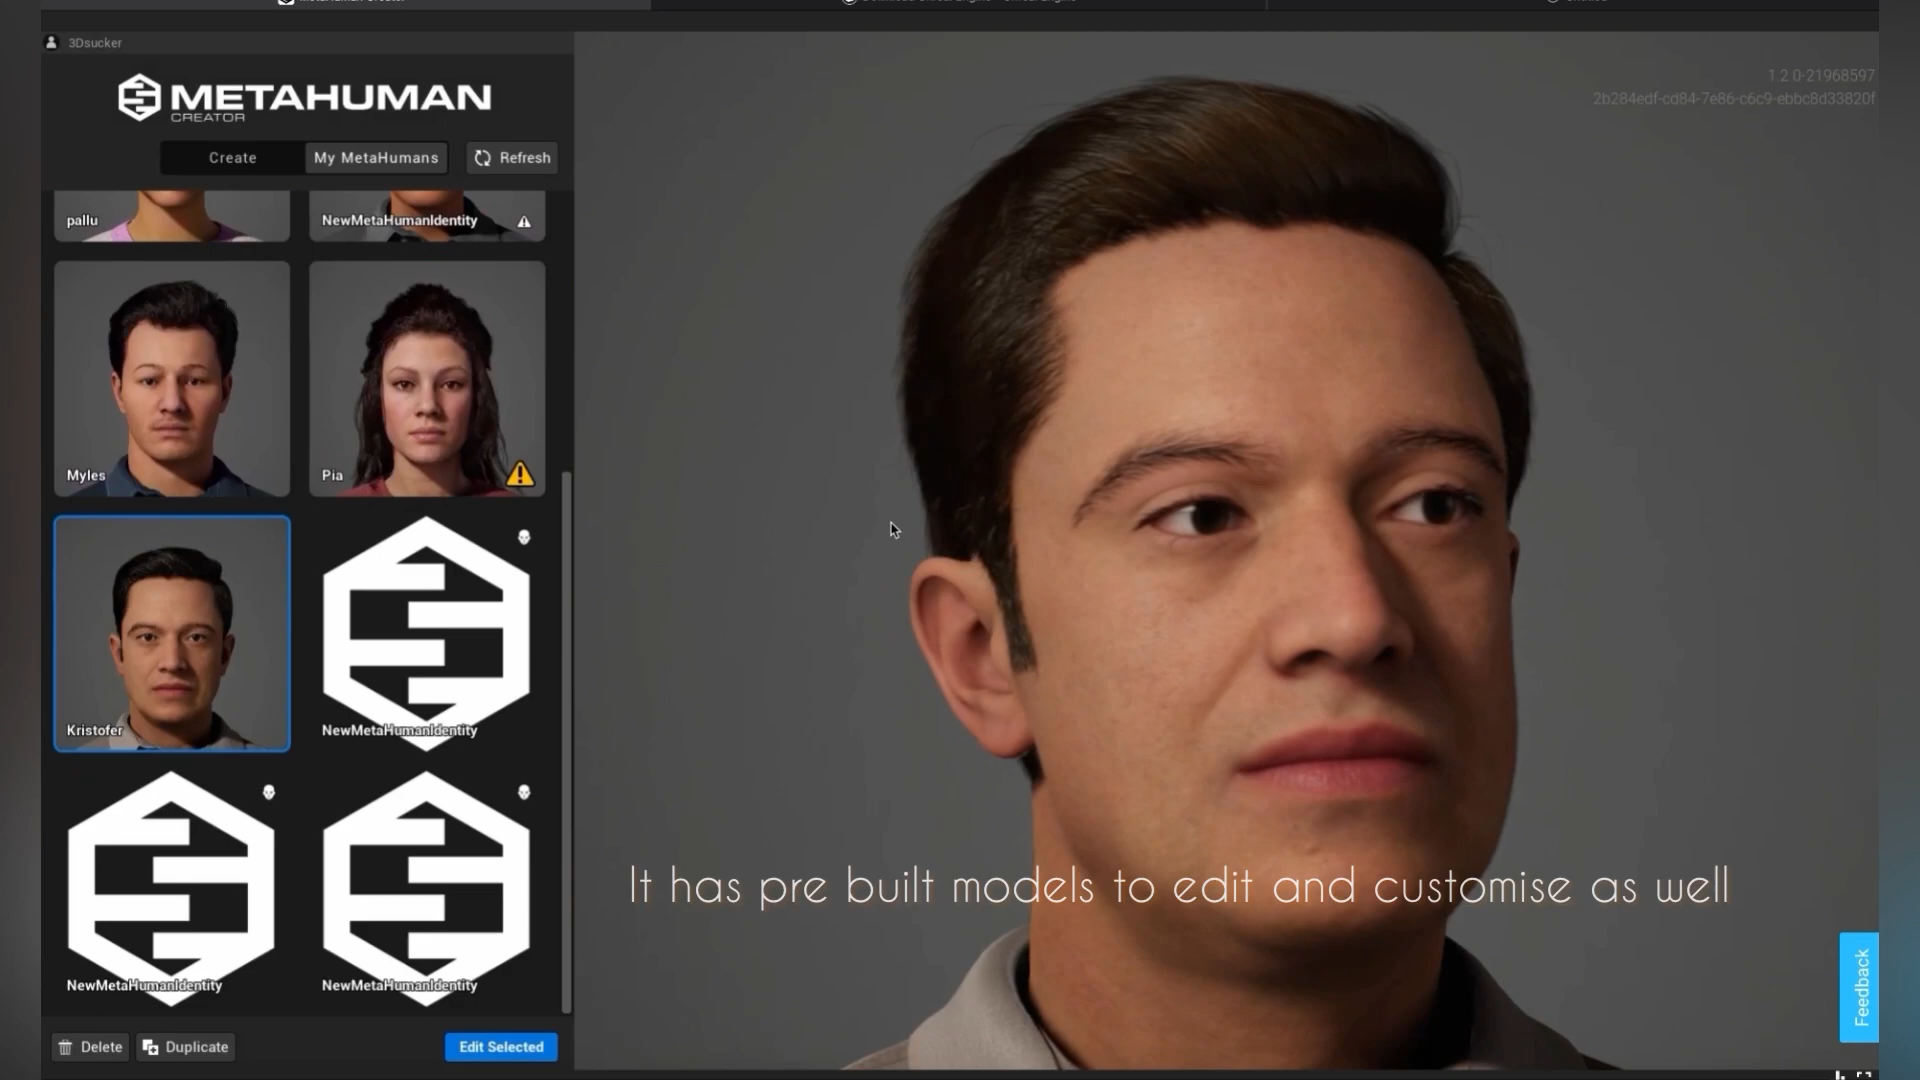 3Dsucker
METAHUMAN
CREATOR
Create
My MetaHumans
Refresh
1.2.0-21968597
2b284edf-cd84-7e86-c6c9-ebbc8d33820f
pallu
NewMetaHumanIdentity
Myles
Pia
Kristofer
NewMetaHumanIdentity
NewMetaHumanIdentity
NewMetaHumanIdentity
It has pre built models to edit and customise as well
Feedback
Delete
Duplicate
Edit Selected